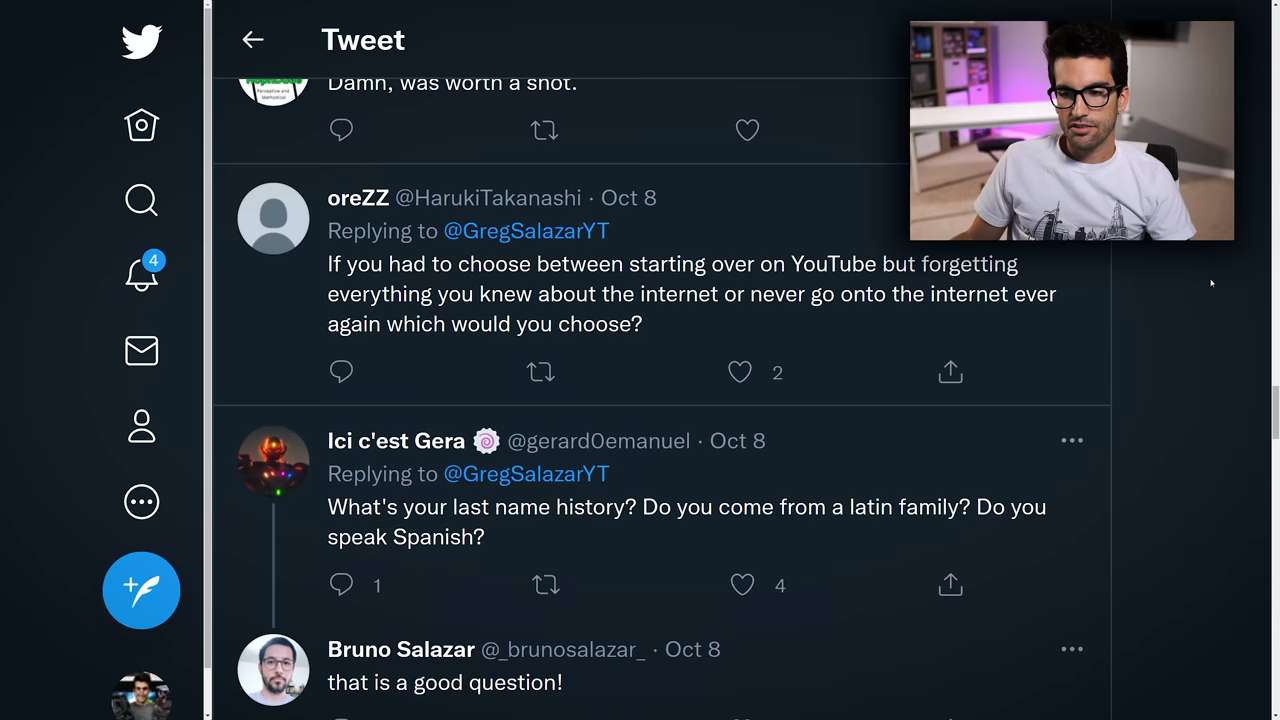 Tweet
Damn, was worth a shot.
oreZZ @HarukiTakanashi · Oct 8
Replying to @GregSalazarYT
If you had to choose between starting over on YouTube but forgetting
everything you knew about the internet or never go onto the internet ever
again which would you choose?
2
4
Ici c'est Gera @gerard0emanuel · Oct 8
Replying to @GregSalazarYT
What's your last name history? Do you come from a latin family? Do you
speak Spanish?
1
4
Bruno Salazar @_brunosalazar_ · Oct 8
that is a good question!